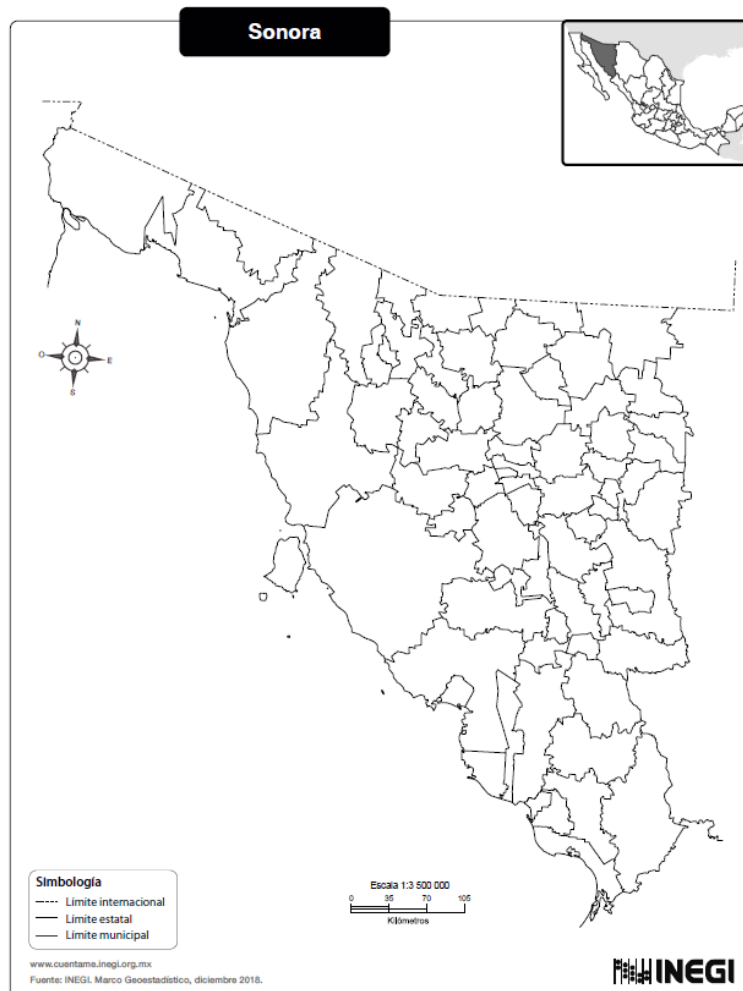 Sonora
N
O
E
S
Simbología
Límite internacional
Límite estatal
Límite municipal
Escala 1:3 500 000
0 35 70 105
Kilómetros
www.cuentame.inegi.org.mx
Fuente: INEGI. Marco Geoestadístico, diciembre 2018.
INEGI